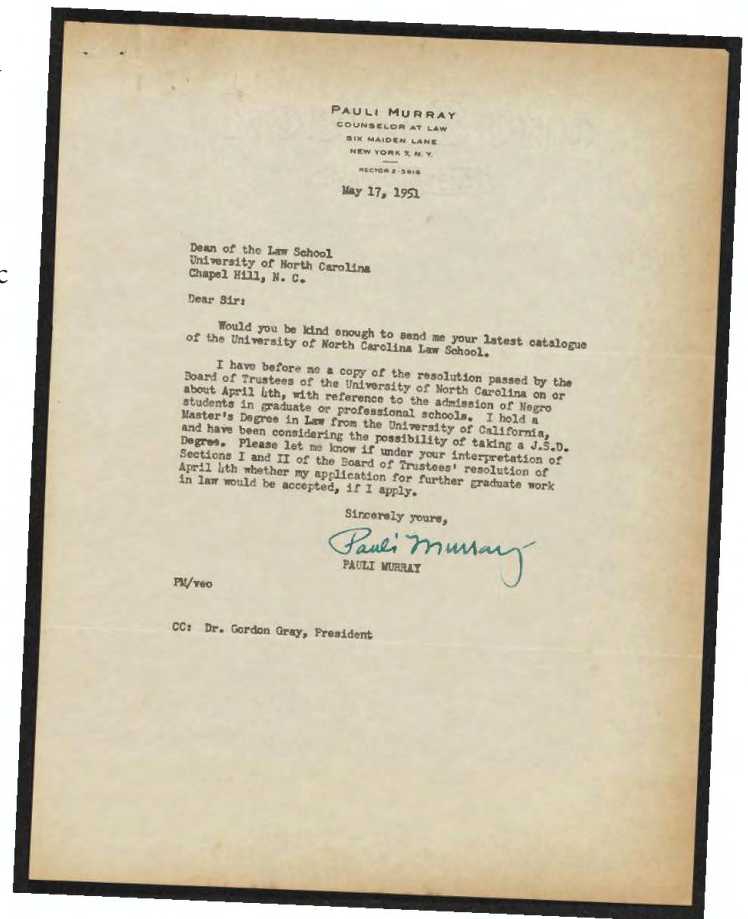 PAULI MURRAY
COUNSELOR AT LAW
SIX MAIDEN LANE
NEW YORK 7, N. Y.
RECTOR 2-3916
May 17, 1951
Dean of the Law School
University of North Carolina
Chapel Hill, N. C.
Dear Sir:
Would you be kind enough to send me your latest catalogue
of the University of North Carolina Law School.
I have before me a copy of the resolution passed by the
Board of Trustees of the University of North Carolina on or
about April 4th, with reference to the admission of Negro
students in graduate or professional schools. I hold a
Master's Degree in Law from the University of California,
and have been considering the possibility of taking a J.S.D.
Degree. Please let me know if under your interpretation of
Sections I and II of the Board of Trustees' resolution of
April 4th whether my application for further graduate work
in law would be accepted, if I apply.
Sincerely yours,
Pauli Murray
PAULI MURRAY
PM/veo
CC: Dr. Gordon Gray, President
c